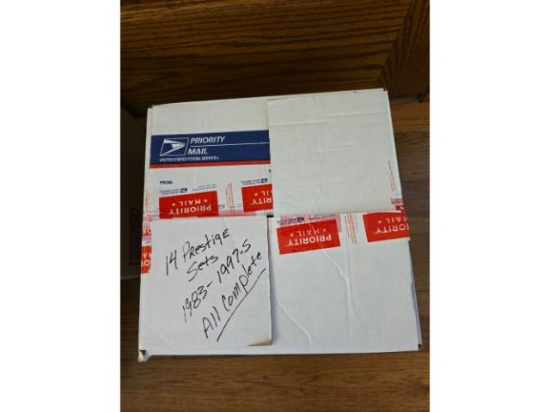 PRIORITY
MAIL
UNITED STATES POSTAL SERVICE
PRIORITY
MAIL
PRIORITY
MAIL
PRIORITY
MAIL
14 Prestige
Sets
1983-1997-S
All Complete